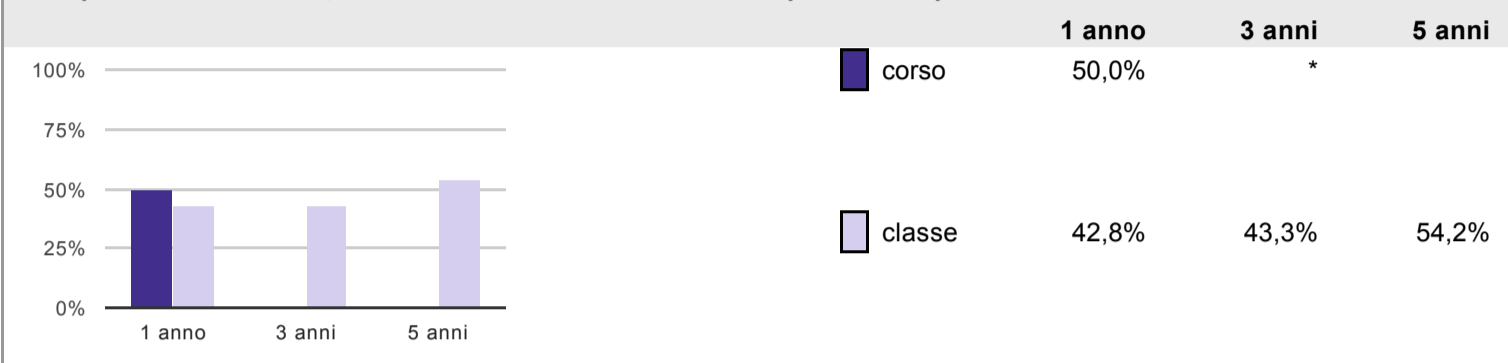 1 anno 3 anni 5 anni
100%
75%
50%
25%
0%
1 anno 3 anni 5 anni
corso 50,0% *
classe 42,8% 43,3% 54,2%